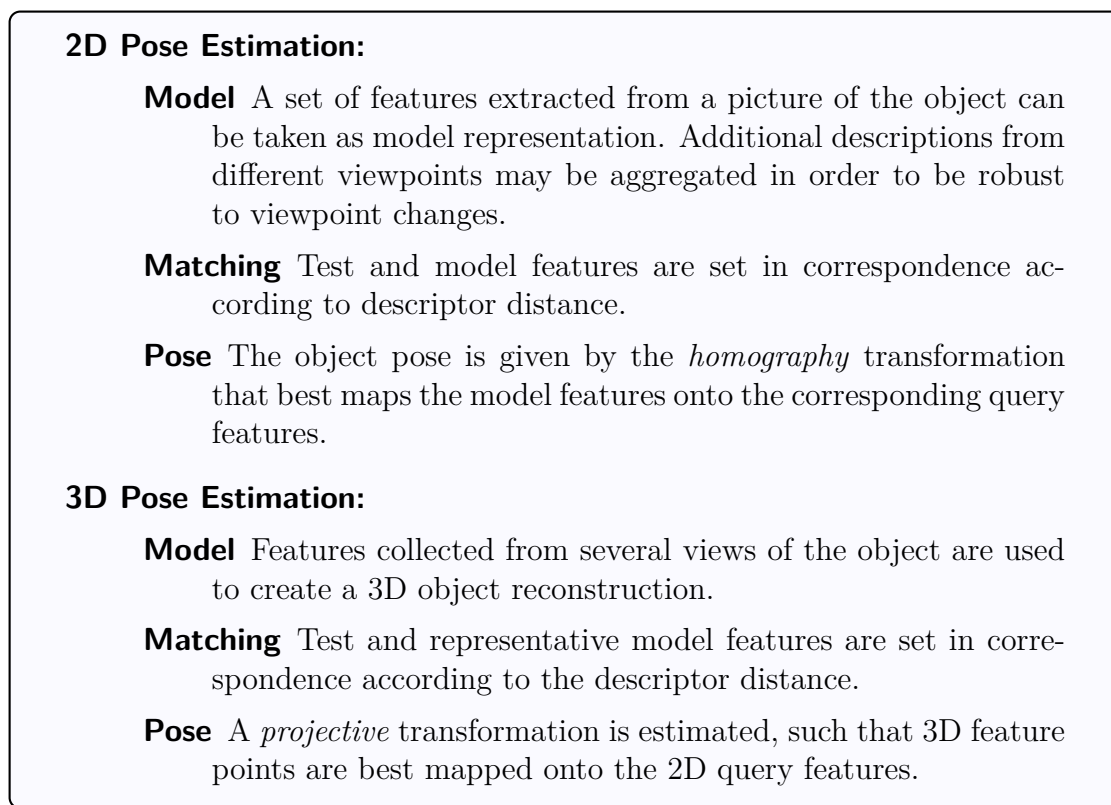 2D Pose Estimation:
Model A set of features extracted from a picture of the object can
be taken as model representation. Additional descriptions from
different viewpoints may be aggregated in order to be robust
to viewpoint changes.
Matching Test and model features are set in correspondence ac-
cording to descriptor distance.
Pose The object pose is given by the homography transformation
that best maps the model features onto the corresponding query
features.
3D Pose Estimation:
Model Features collected from several views of the object are used
to create a 3D object reconstruction.
Matching Test and representative model features are set in corre-
spondence according to the descriptor distance.
Pose A projective transformation is estimated, such that 3D feature
points are best mapped onto the 2D query features.